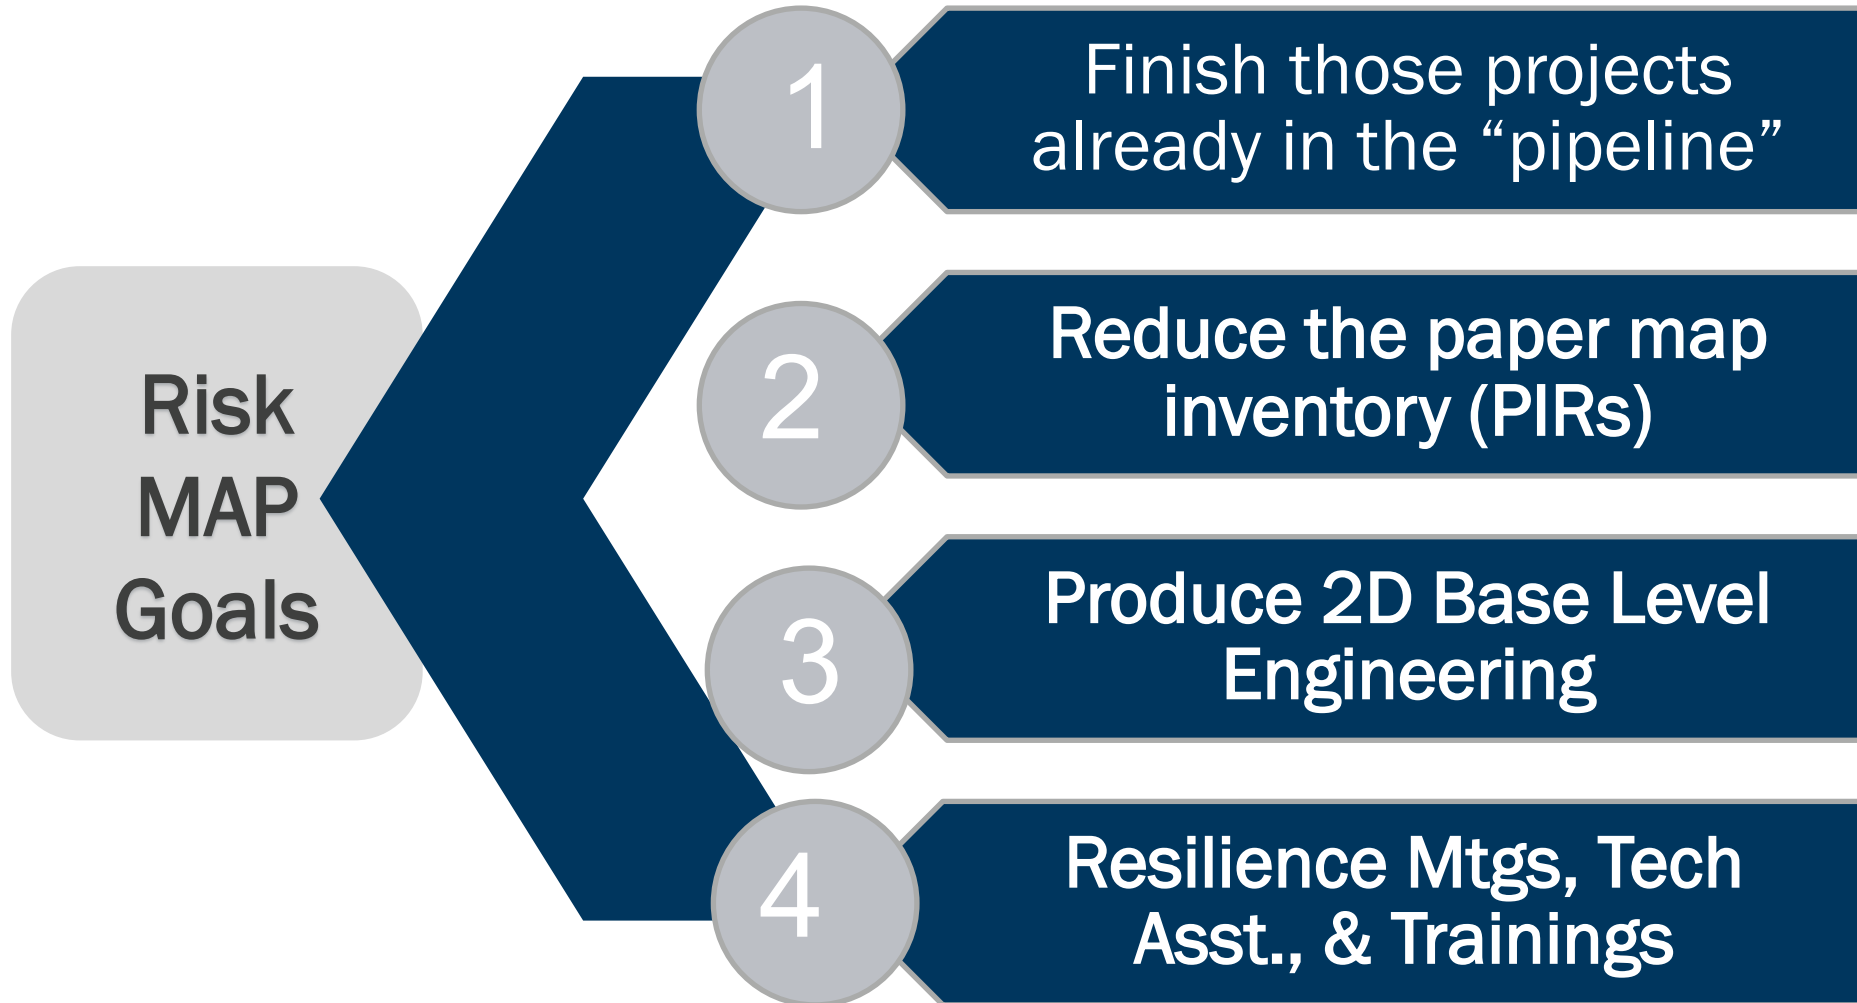 Risk
MAP
Goals
1
Finish those projects
already in the “pipeline”
2
Reduce the paper map
inventory (PIRs)
3
Produce 2D Base Level
Engineering
4
Resilience Mtgs, Tech
Asst., & Trainings